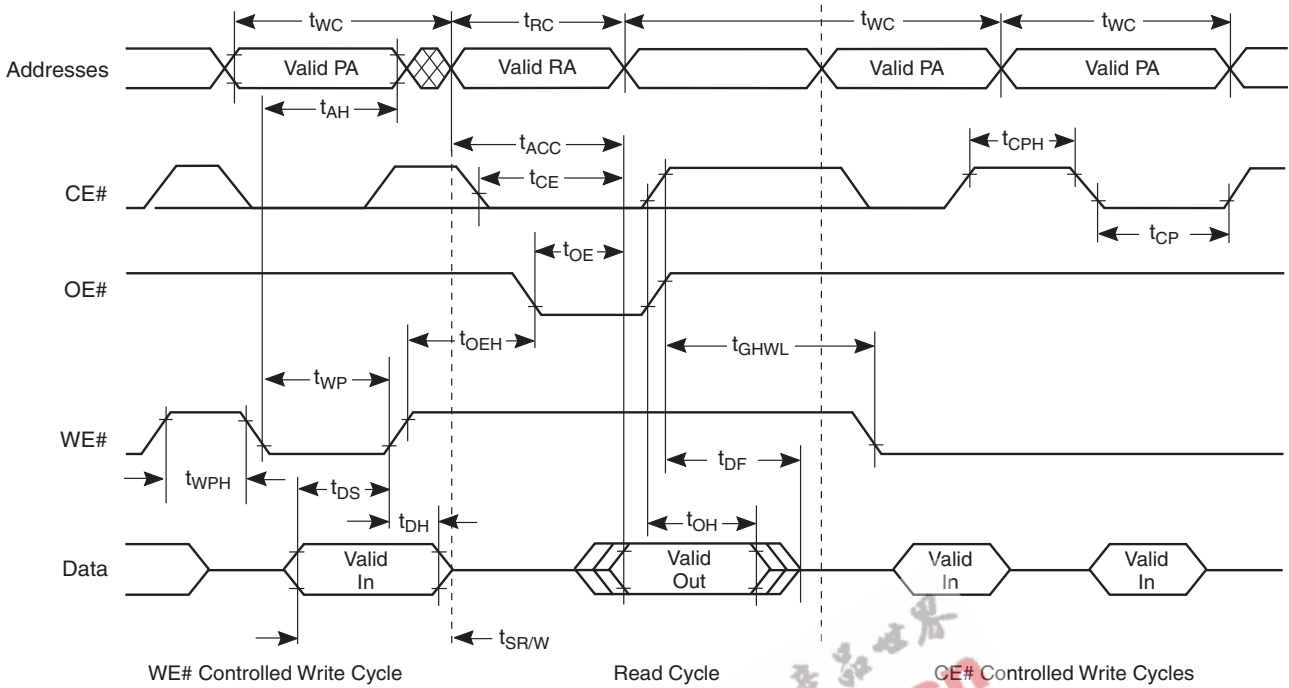 tWC tRC tWC tWC
Addresses Valid PA Valid RA Valid PA Valid PA
tAH
tACC tCPH
CE# tCE
tOE tCP
OE#
tOEH tGHWL
tWP
WE#
tWPH tDS tDF
tDH tOH
Data Valid In Valid Out Valid In Valid In
tSR/W
WE# Controlled Write Cycle Read Cycle CE# Controlled Write Cycles